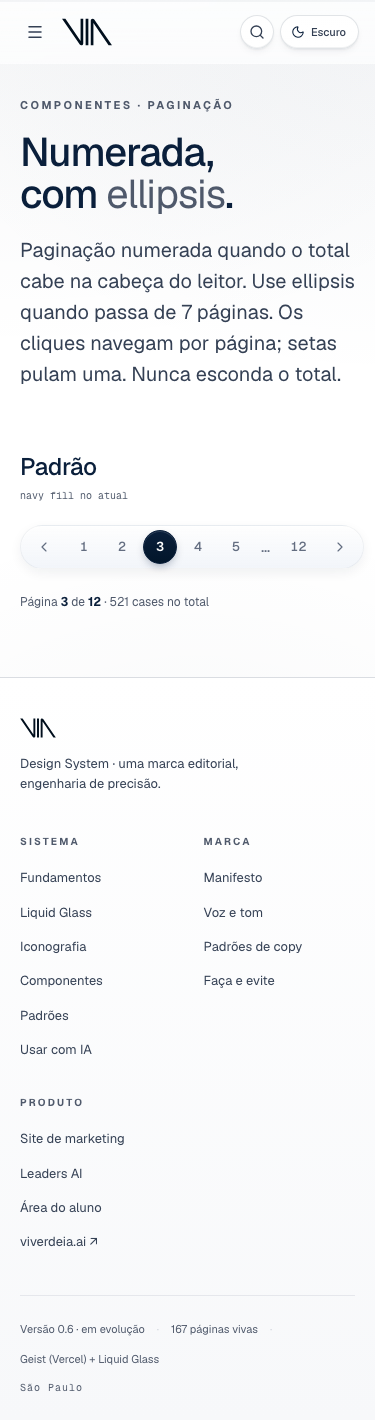 VIA
Escuro
COMPONENTES · PAGINAÇÃO
Numerada,
com ellipsis.
Paginação numerada quando o total
cabe na cabeça do leitor. Use ellipsis
quando passa de 7 páginas. Os
cliques navegam por página; setas
pulam uma. Nunca esconda o total.
Padrão
navy fill no atual
1 2 3 4 5 … 12
Página 3 de 12 · 521 cases no total
VIA
Design System · uma marca editorial,
engenharia de precisão.
SISTEMA
Fundamentos
Liquid Glass
Iconografia
Componentes
Padrões
Usar com IA
MARCA
Manifesto
Voz e tom
Padrões de copy
Faça e evite
PRODUTO
Site de marketing
Leaders AI
Área do aluno
viverdeia.ai ↗
Versão 0.6 · em evolução · 167 páginas vivas ·
Geist (Vercel) + Liquid Glass
São Paulo